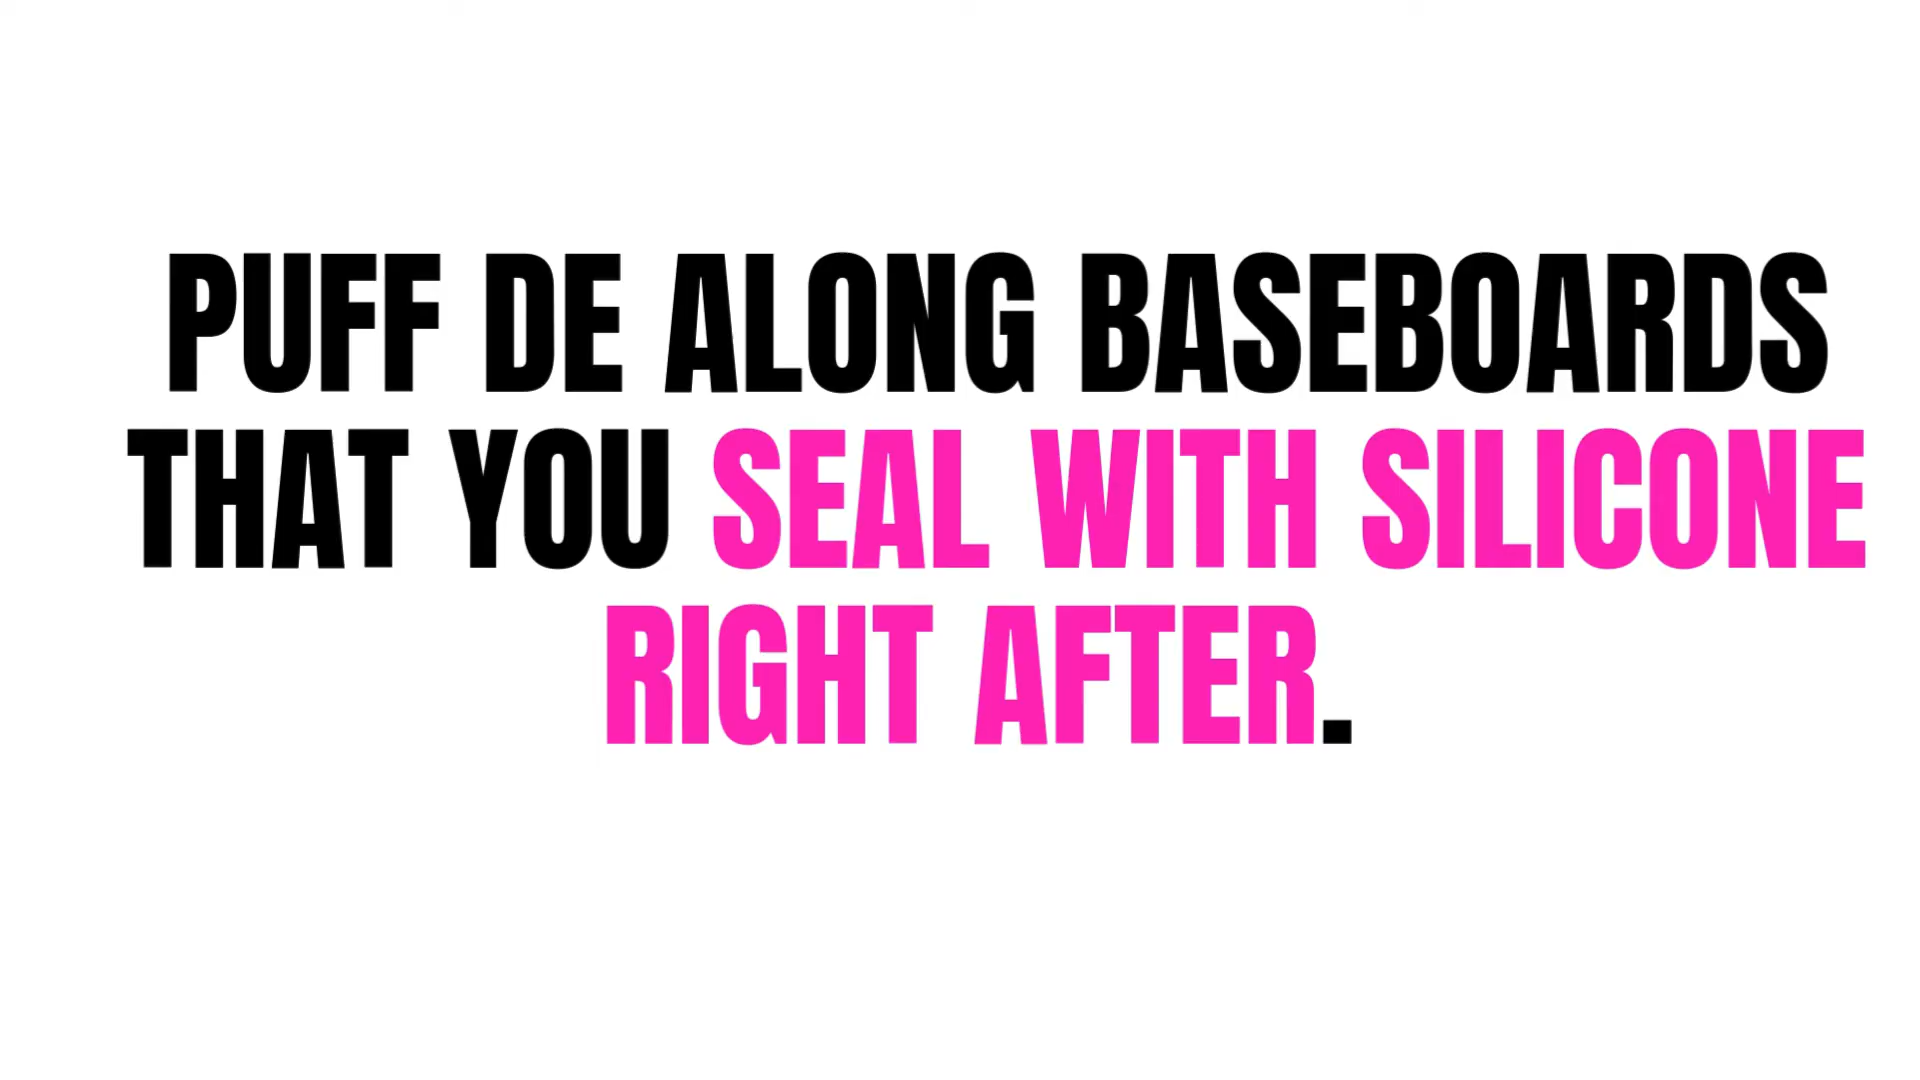 PUFF DE ALONG BASEBOARDS
THAT YOU SEAL WITH SILICONE
RIGHT AFTER.